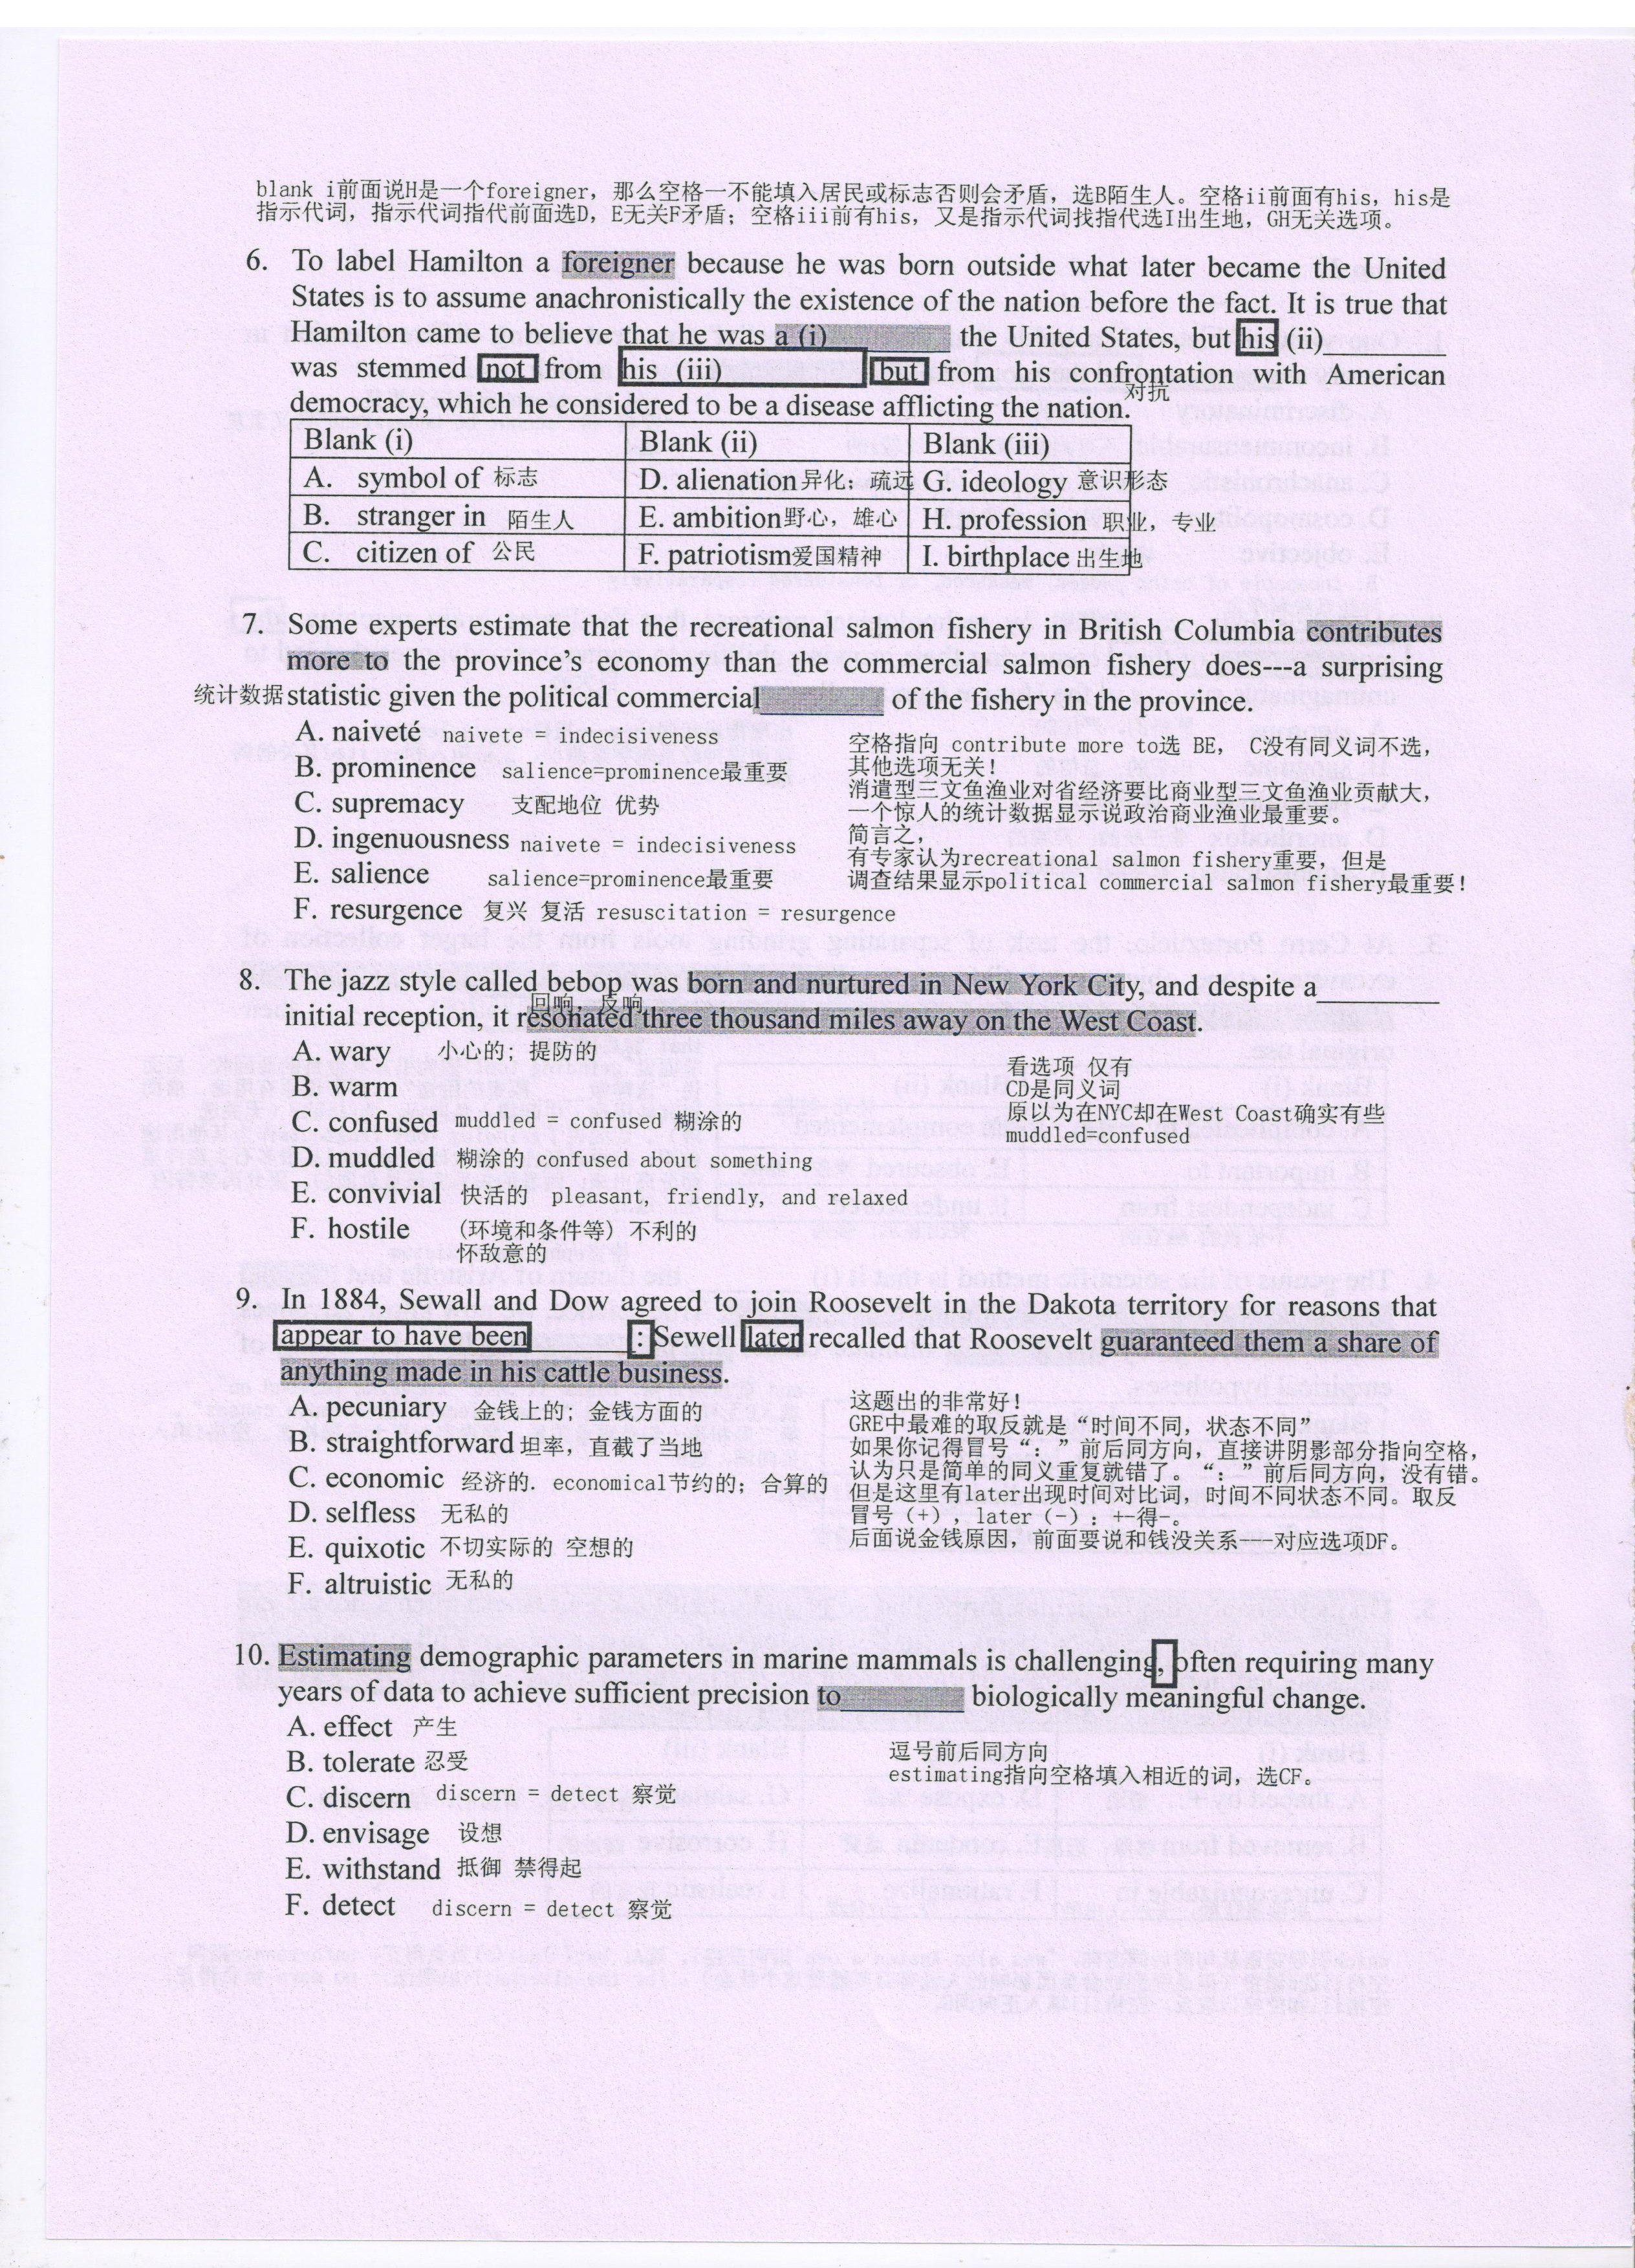 blank i前面说H是一个foreigner，那么空格一不能填入居民或标志否则会矛盾，选B陌生人。空格ii前面有his，his是
指示代词，指示代词指代前面选D，E无关F矛盾；空格iii前有his，又是指示代词找指代选I出生地，GH无关选项。
6. To label Hamilton a foreigner because he was born outside what later became the United
States is to assume anachronistically the existence of the nation before the fact. It is true that
Hamilton came to believe that he was a (i)________ the United States, but his (ii)________
was stemmed not from his (iii)________ but from his confrontation with American
对抗
democracy, which he considered to be a disease afflicting the nation.
Blank (i) Blank (ii) Blank (iii)
A. symbol of 标志 D. alienation异化；疏远 G. ideology 意识形态
B. stranger in 陌生人 E. ambition野心，雄心 H. profession 职业，专业
C. citizen of 公民 F. patriotism爱国精神 I. birthplace 出生地
7. Some experts estimate that the recreational salmon fishery in British Columbia contributes
more to the province's economy than the commercial salmon fishery does---a surprising
统计数据 statistic given the political commercial________ of the fishery in the province.
A. naiveté naivete = indecisiveness
B. prominence salience=prominence最重要
C. supremacy 支配地位 优势
D. ingenuousness naivete = indecisiveness
E. salience salience=prominence最重要
F. resurgence 复兴 复活 resuscitation = resurgence
空格指向 contribute more to选 BE， C没有同义词不选，
其他选项无关！
消遣型三文鱼渔业对省经济要比商业型三文鱼渔业贡献大，
一个惊人的统计数据显示说政治商业渔业最重要。
简言之，
有专家认为recreational salmon fishery重要，但是
调查结果显示political commercial salmon fishery最重要！
8. The jazz style called bebop was born and nurtured in New York City, and despite a________
回响，反响
initial reception, it resonated three thousand miles away on the West Coast.
A. wary 小心的；提防的
B. warm
C. confused muddled = confused 糊涂的
D. muddled 糊涂的 confused about something
E. convivial 快活的 pleasant, friendly, and relaxed
F. hostile （环境和条件等）不利的
怀敌意的
看选项 仅有
CD是同义词
原以为在NYC却在West Coast确实有些
muddled=confused
9. In 1884, Sewall and Dow agreed to join Roosevelt in the Dakota territory for reasons that
appear to have been________: Sewell later recalled that Roosevelt guaranteed them a share of
anything made in his cattle business.
A. pecuniary 金钱上的；金钱方面的
B. straightforward 坦率，直截了当地
C. economic 经济的. economical节约的；合算的
D. selfless 无私的
E. quixotic 不切实际的 空想的
F. altruistic 无私的
这题出的非常好！
GRE中最难的取反就是“时间不同，状态不同”
如果你记得冒号“：”前后同方向，直接讲阴影部分指向空格，
认为只是简单的同义重复就错了。“：”前后同方向，没有错。
但是这里有later出现时间对比词，时间不同状态不同。取反
冒号（+），later（-）：+-得-。
后面说金钱原因，前面要说和钱没关系---对应选项DF。
10. Estimating demographic parameters in marine mammals is challenging, often requiring many
years of data to achieve sufficient precision to________ biologically meaningful change.
A. effect 产生
B. tolerate 忍受
C. discern discern = detect 察觉
D. envisage 设想
E. withstand 抵御 禁得起
F. detect discern = detect 察觉
逗号前后同方向
estimating指向空格填入相近的词，选CF。